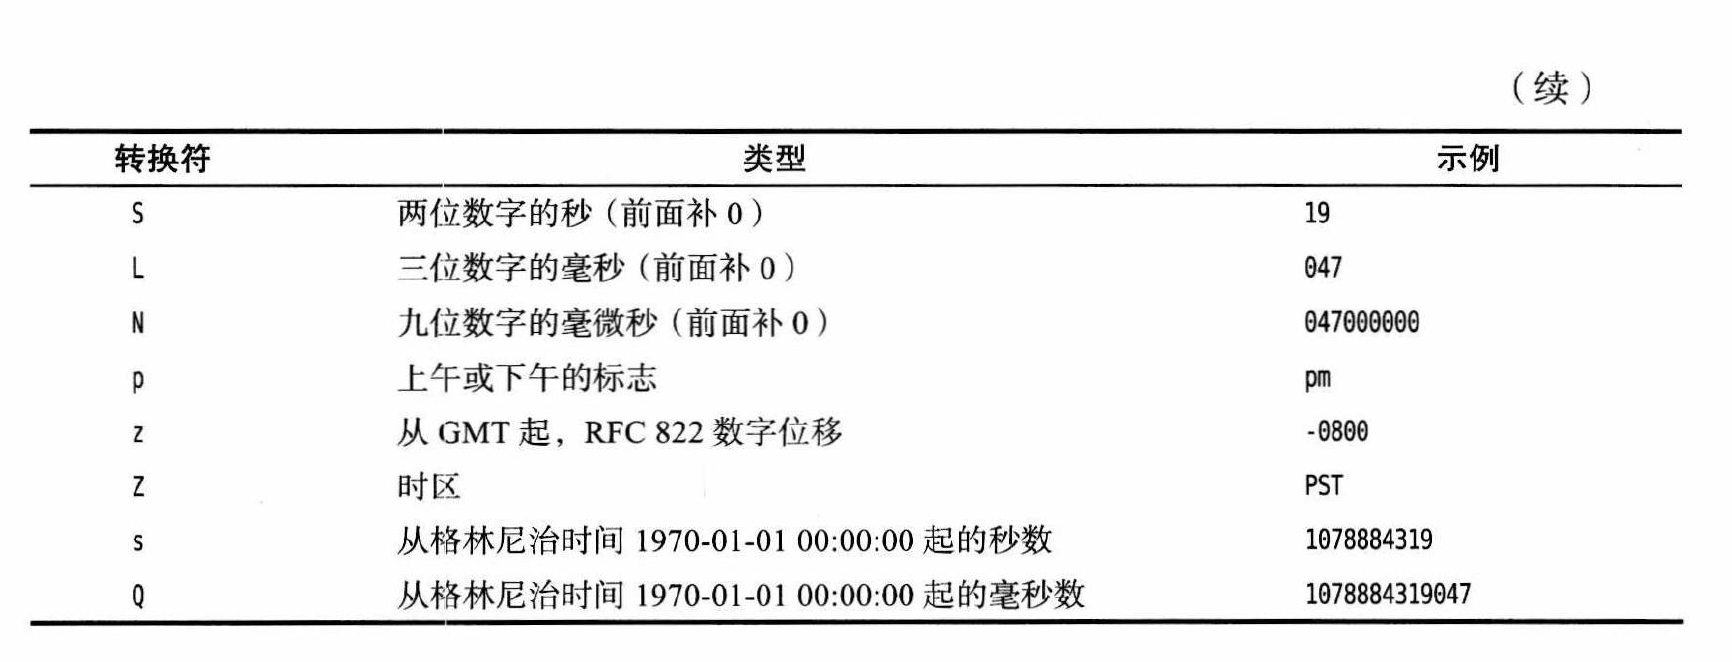 （续）
转换符 类型 示例
S 两位数字的秒（前面补 0） 19
L 三位数字的毫秒（前面补 0） 047
N 九位数字的毫微秒（前面补 0） 047000000
p 上午或下午的标志 pm
z 从 GMT 起，RFC 822 数字位移 -0800
Z 时区 PST
s 从格林尼治时间 1970-01-01 00:00:00 起的秒数 1078884319
Q 从格林尼治时间 1970-01-01 00:00:00 起的毫秒数 1078884319047